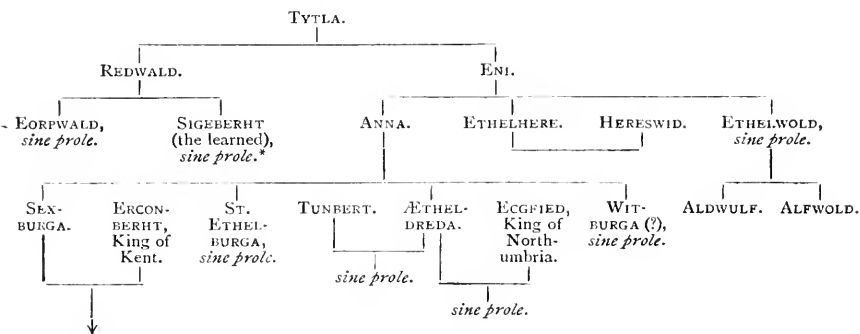 TYTLA.
REDWALD. ENI.
EORPWALD, SIGEBERHT ANNA. ETHELHERE. HERESWID. ETHELWOLD,
sine prole. (the learned), sine prole.
sine prole.*
SEX- ERCON- ST. TUNBERT. ÆTHEL- ECGFIED, WIT- ALDWULF. ALFWOLD.
BURGA. BERHT, ETHEL- DREDA. King of BURGA (?),
King of BURGA, North- sine prole.
Kent. sine prole. umbria.
sine prole.
sine prole.